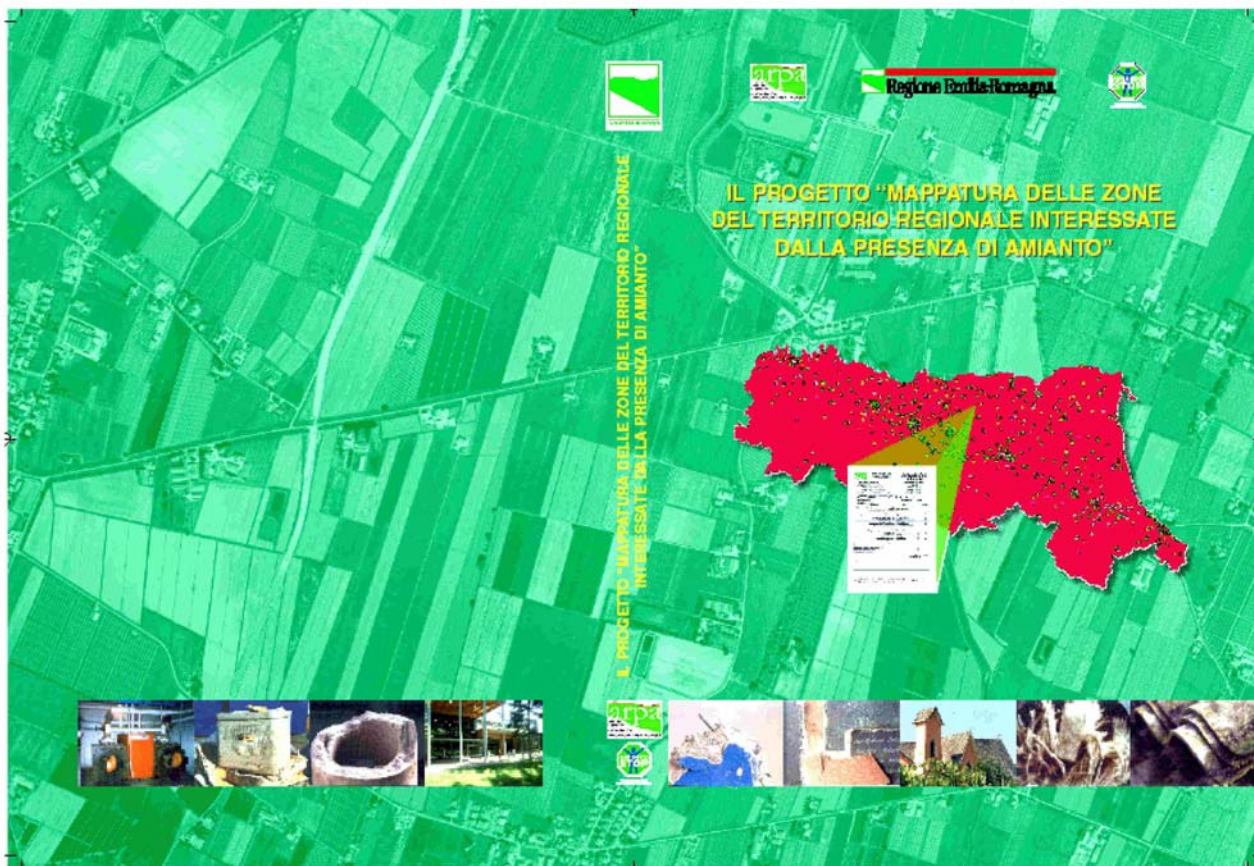 arpa
Regione Emilia-Romagna
IL PROGETTO “MAPPATURA DELLE ZONE
DEL TERRITORIO REGIONALE INTERESSATE
DALLA PRESENZA DI AMIANTO”
IL PROGETTO “MAPPATURA DELLE ZONE DEL TERRITORIO REGIONALE
INTERESSATE DALLA PRESENZA DI AMIANTO”
arpa